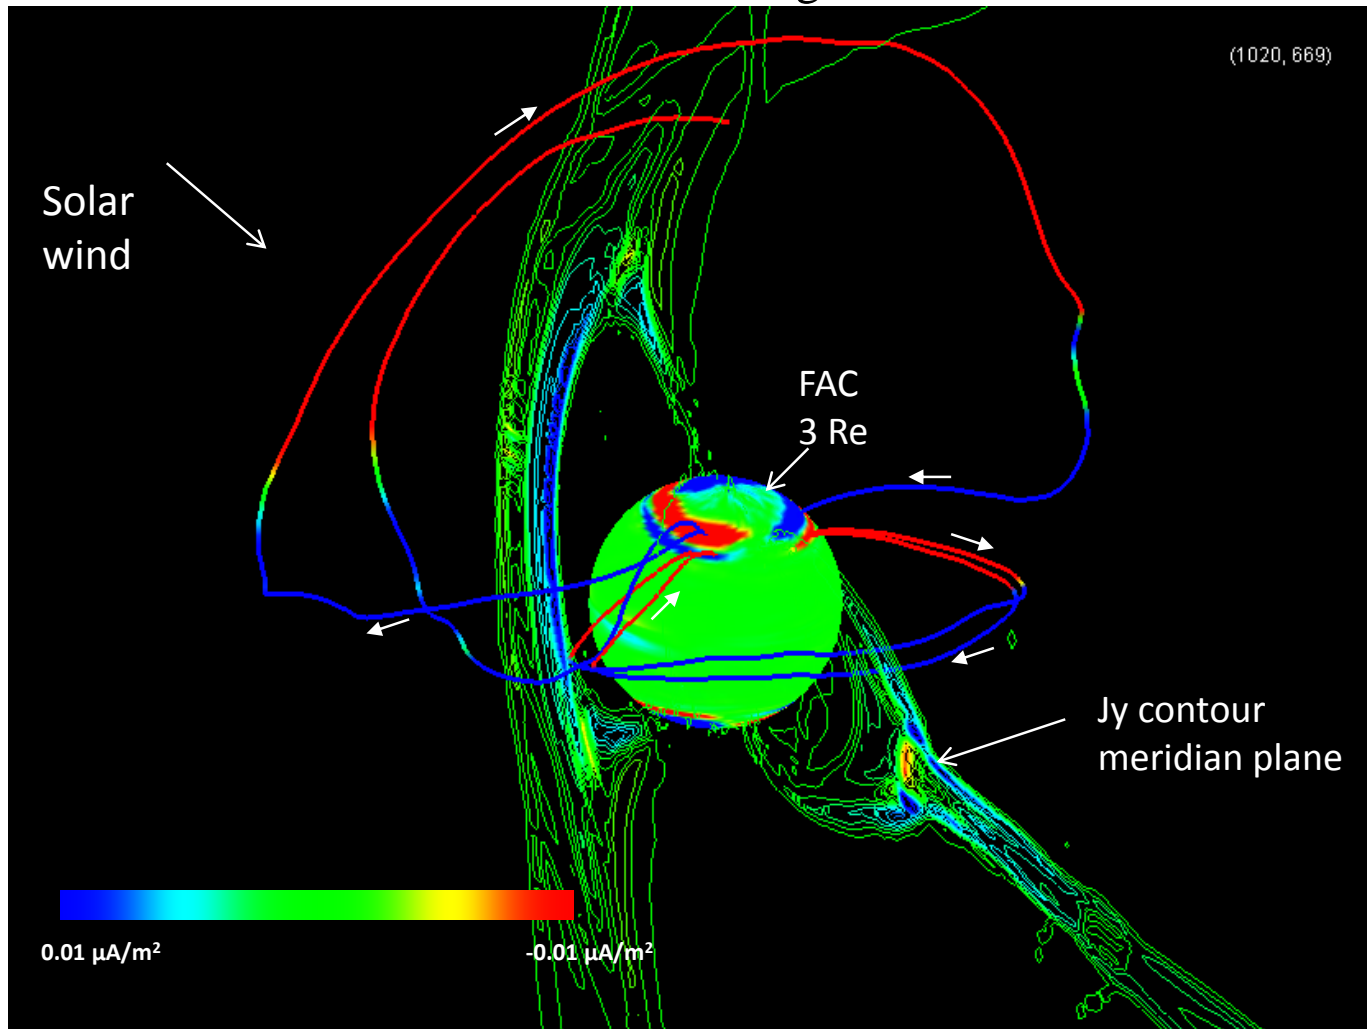 (1020, 669)
Solar
wind
FAC
3 Re
Jy contour
meridian plane
0.01 µA/m²
-0.01 µA/m²